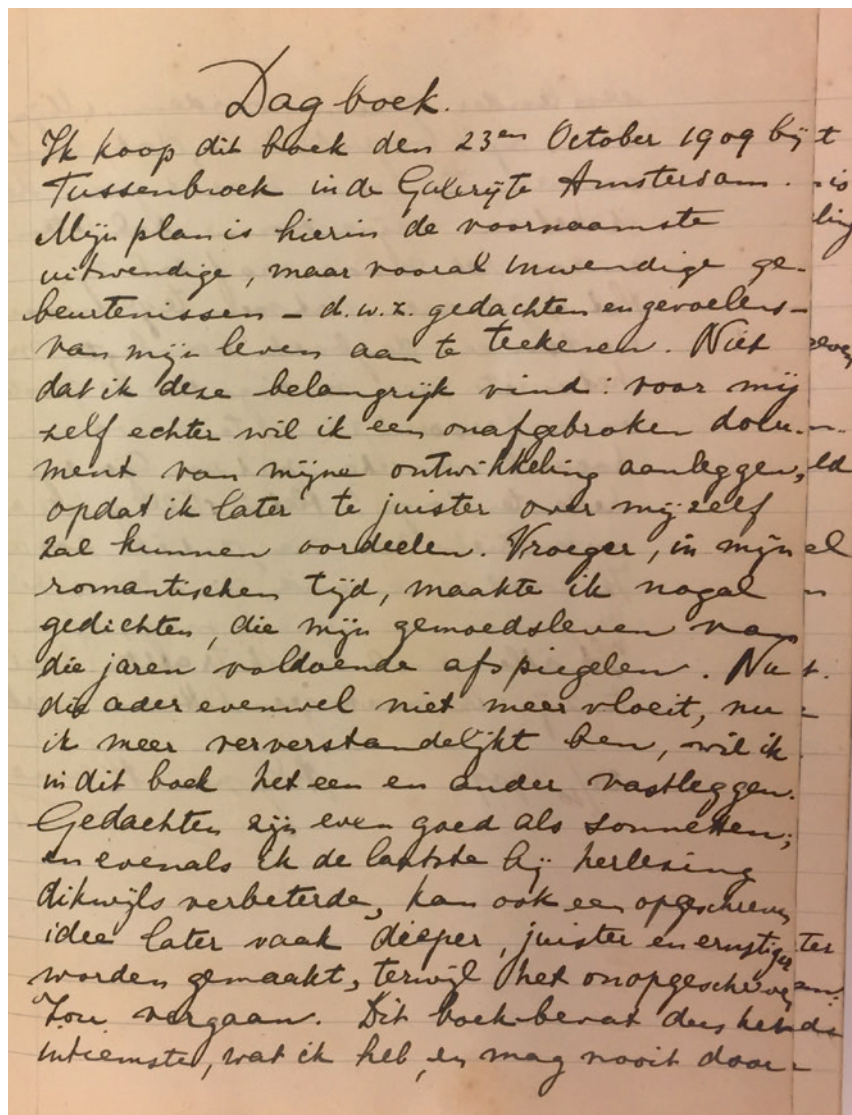 Dagboek.
Ik koop dit boek den 23en October 1909 bij
Tussenbroek in de Galerij te Amsterdam.
Mijn plan is hierin de voornaamste
uitwendige, maar vooral inwendige ge-
beurtenissen – d.w.z. gedachten en gevoelens –
van mijn leven aan te teekenen. Niet
dat ik deze belangrijk vind: voor mij
zelf echter wil ik een onafgebroken docu-
ment van mijne ontwikkeling aanleggen,
opdat ik later te juister over mijzelf
zal kunnen oordeelen. Vroeger, in mijn
romantischen tijd, maakte ik nogal
gedichten, die mijn gemoedsleven van
die jaren voldoende afspiegelen. Nu
die ader evenwel niet meer vloeit, nu
ik meer ververstandelijkt ben, wil ik
in dit boek het een en ander vastleggen.
Gedachten zijn even goed als sonnetten;
en evenals ik de laatste bij herlezing
dikwijls verbeterde, kan ook een opgeschreven
idee later vaak dieper, juister en ernstiger
worden gemaakt, terwijl het onopgeschreven
zou vergaan. Dit boek bevat dus het
intiemste, wat ik heb, en mag nooit door